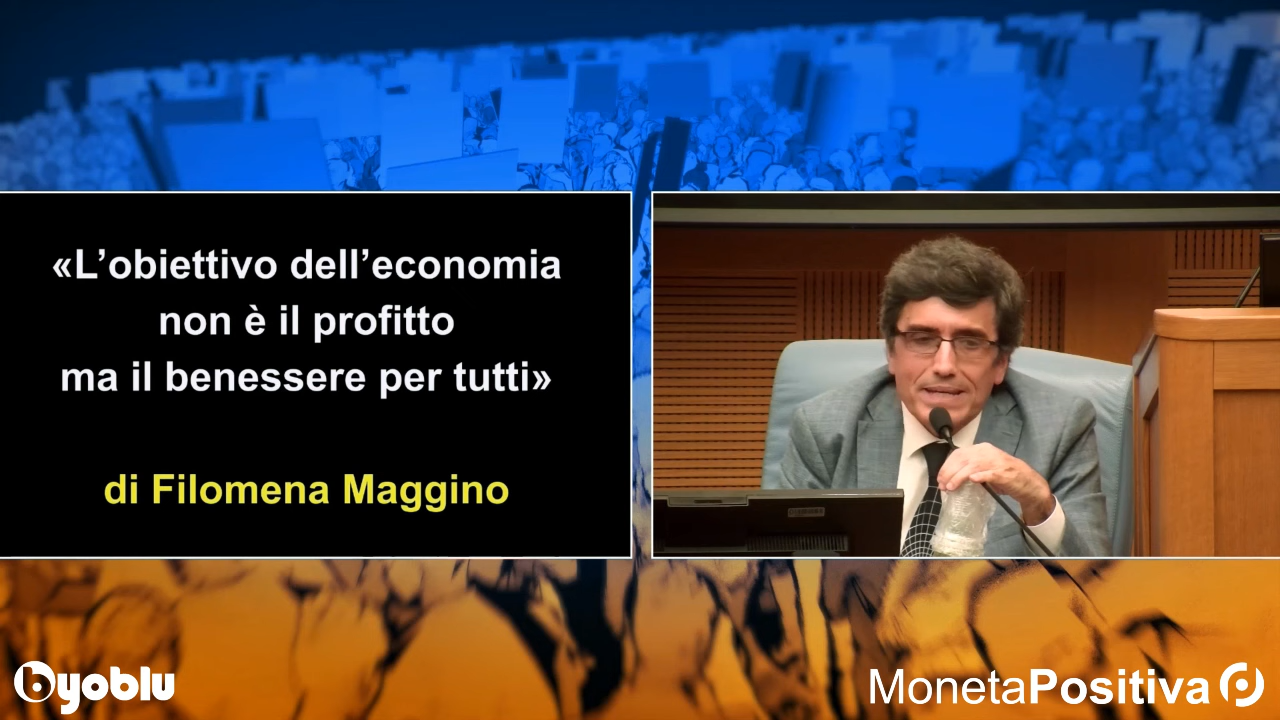 «L’obiettivo dell’economia
non è il profitto
ma il benessere per tutti»
di Filomena Maggino
byoblu
MonetaPositiva